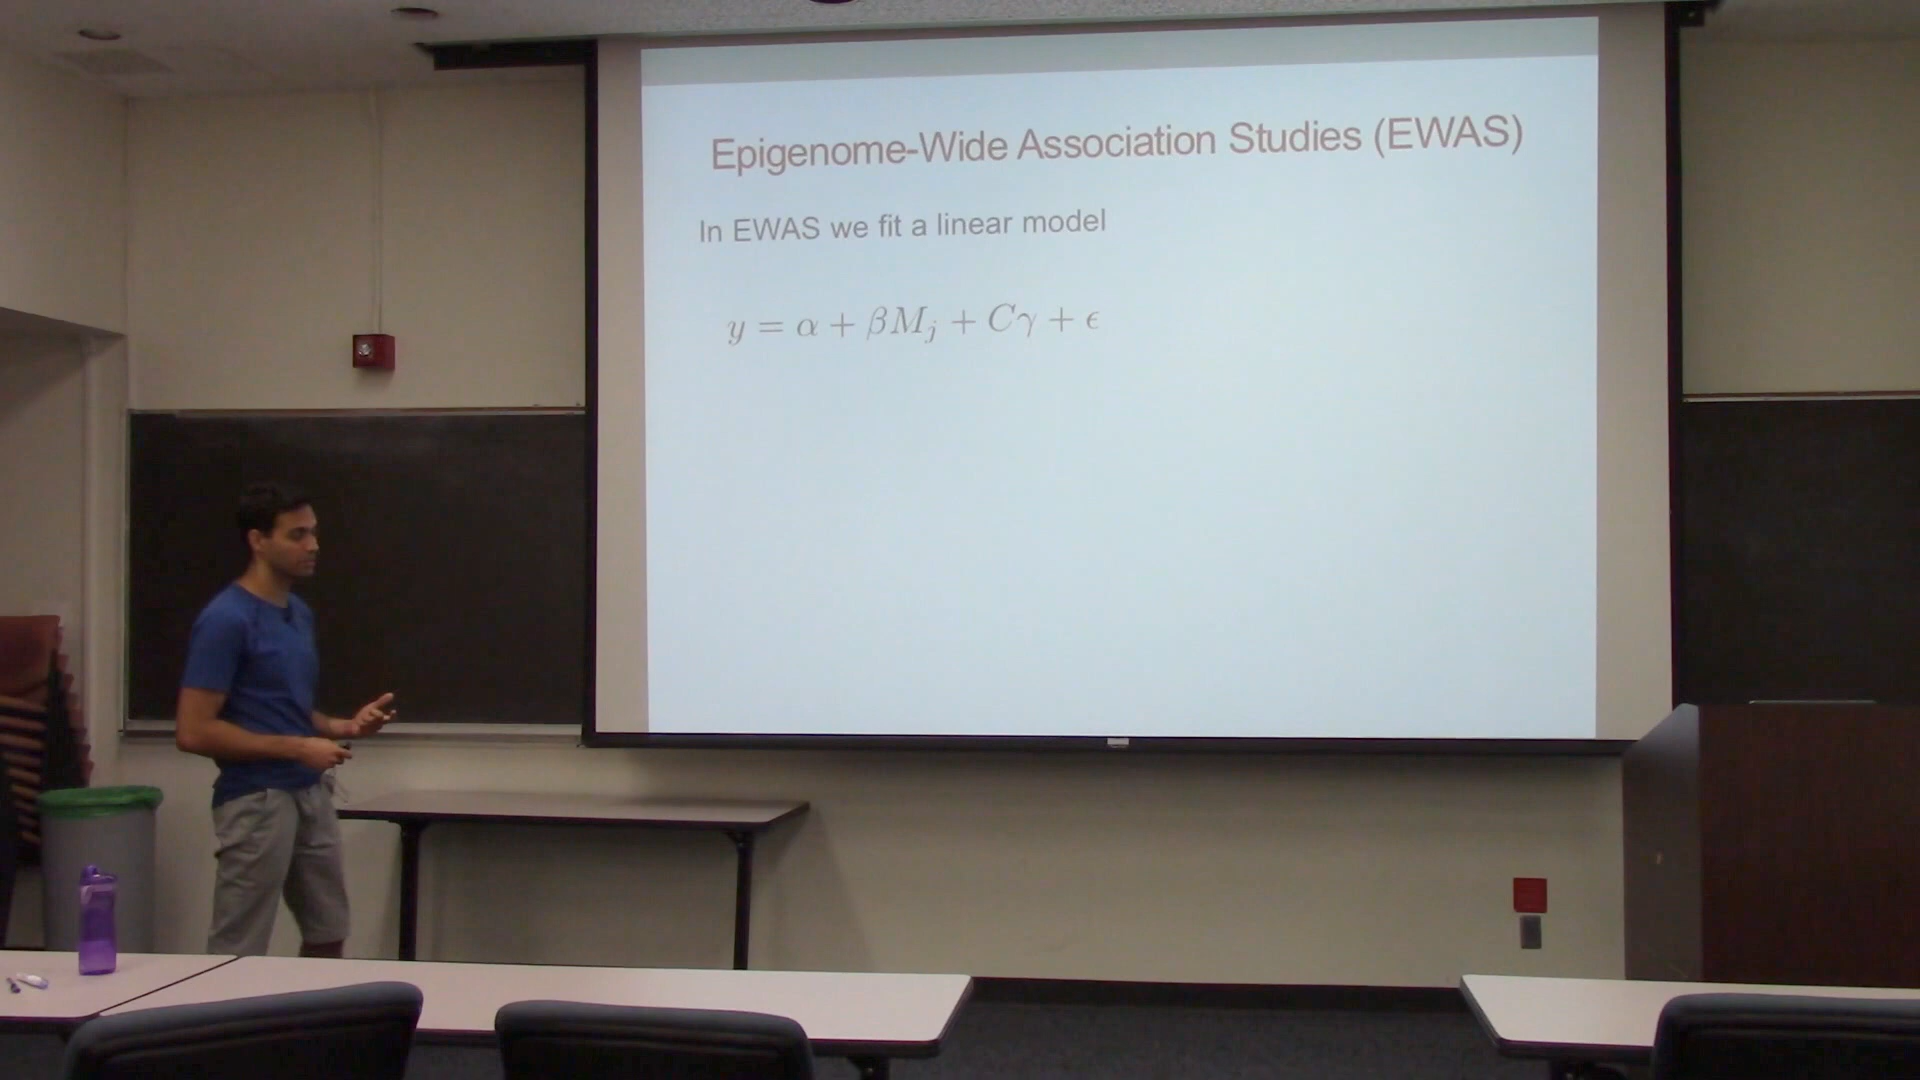 Epigenome-Wide Association Studies (EWAS)
In EWAS we fit a linear model
y = α + βM_j + Cγ + ϵ